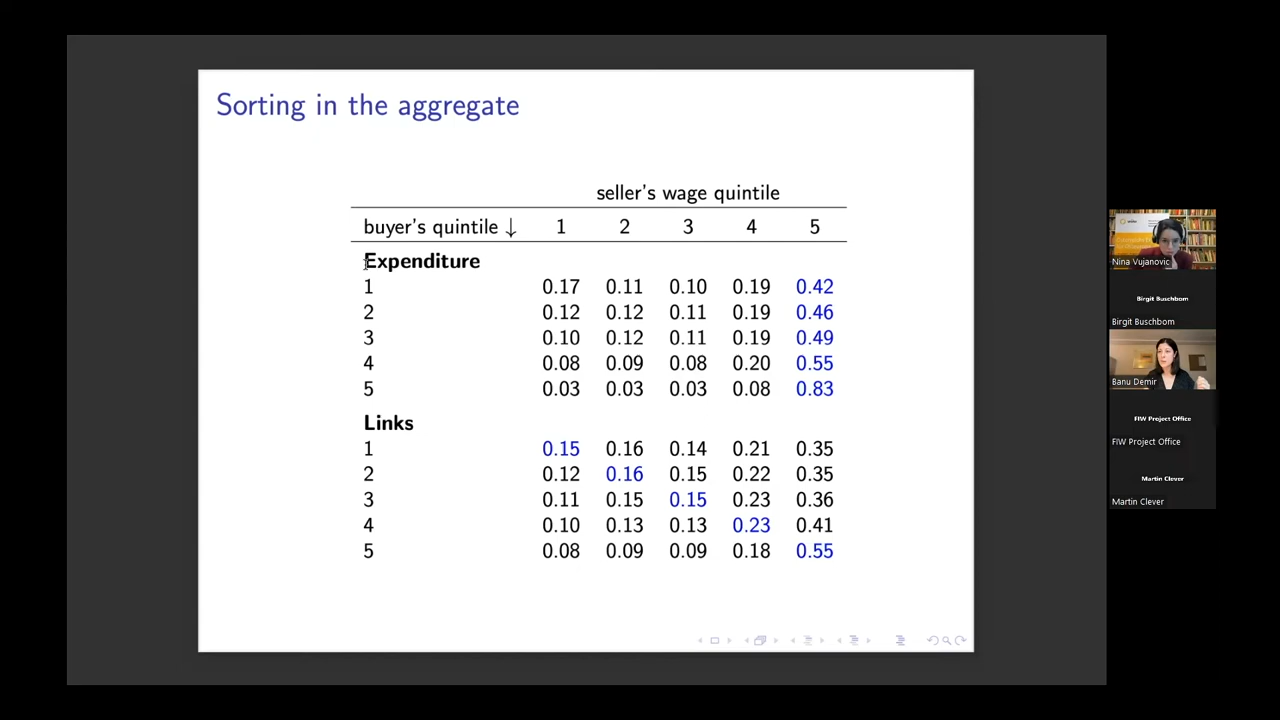 Sorting in the aggregate
seller's wage quintile
buyer's quintile ↓ 1 2 3 4 5
Expenditure
1 0.17 0.11 0.10 0.19 0.42
2 0.12 0.12 0.11 0.19 0.46
3 0.10 0.12 0.11 0.19 0.49
4 0.08 0.09 0.08 0.20 0.55
5 0.03 0.03 0.03 0.08 0.83
Links
1 0.15 0.16 0.14 0.21 0.35
2 0.12 0.16 0.15 0.22 0.35
3 0.11 0.15 0.15 0.23 0.36
4 0.10 0.13 0.13 0.23 0.41
5 0.08 0.09 0.09 0.18 0.55
Nina Vujanovic
Birgit Buschbom
Birgit Buschbom
Banu Demir
FIW Project Office
FIW Project Office
Martin Clever
Martin Clever